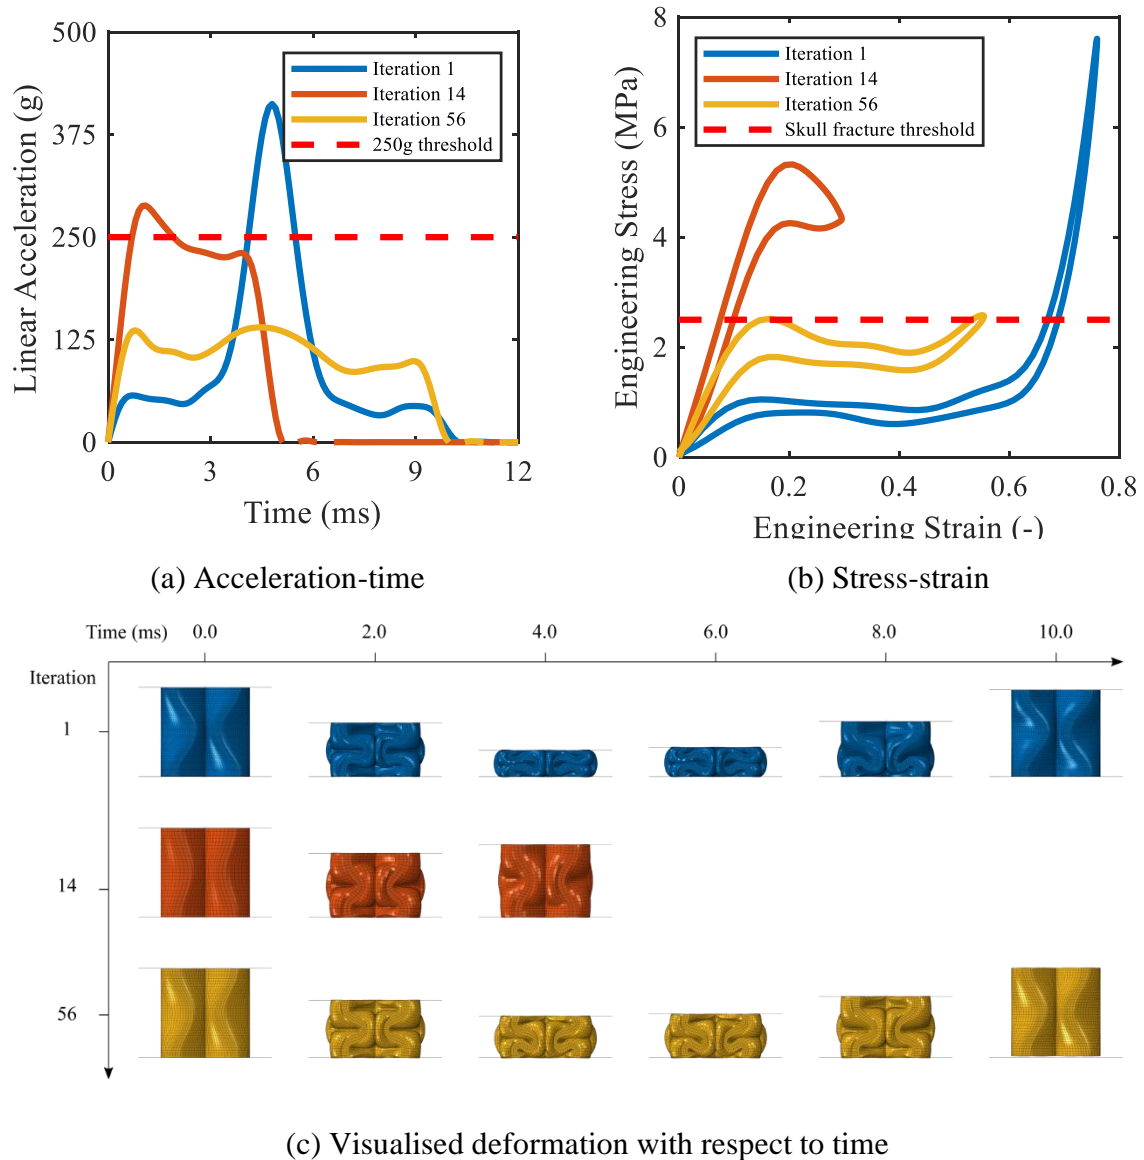 500
375
250
125
0
Linear Acceleration (g)
Iteration 1
Iteration 14
Iteration 56
250g threshold
0
3
6
9
12
Time (ms)
(a) Acceleration-time
8
6
4
2
0
Engineering Stress (MPa)
Iteration 1
Iteration 14
Iteration 56
Skull fracture threshold
0
0.2
0.4
0.6
0.8
Engineering Strain (-)
(b) Stress-strain
Time (ms)
0.0
2.0
4.0
6.0
8.0
10.0
Iteration
1
14
56
(c) Visualised deformation with respect to time